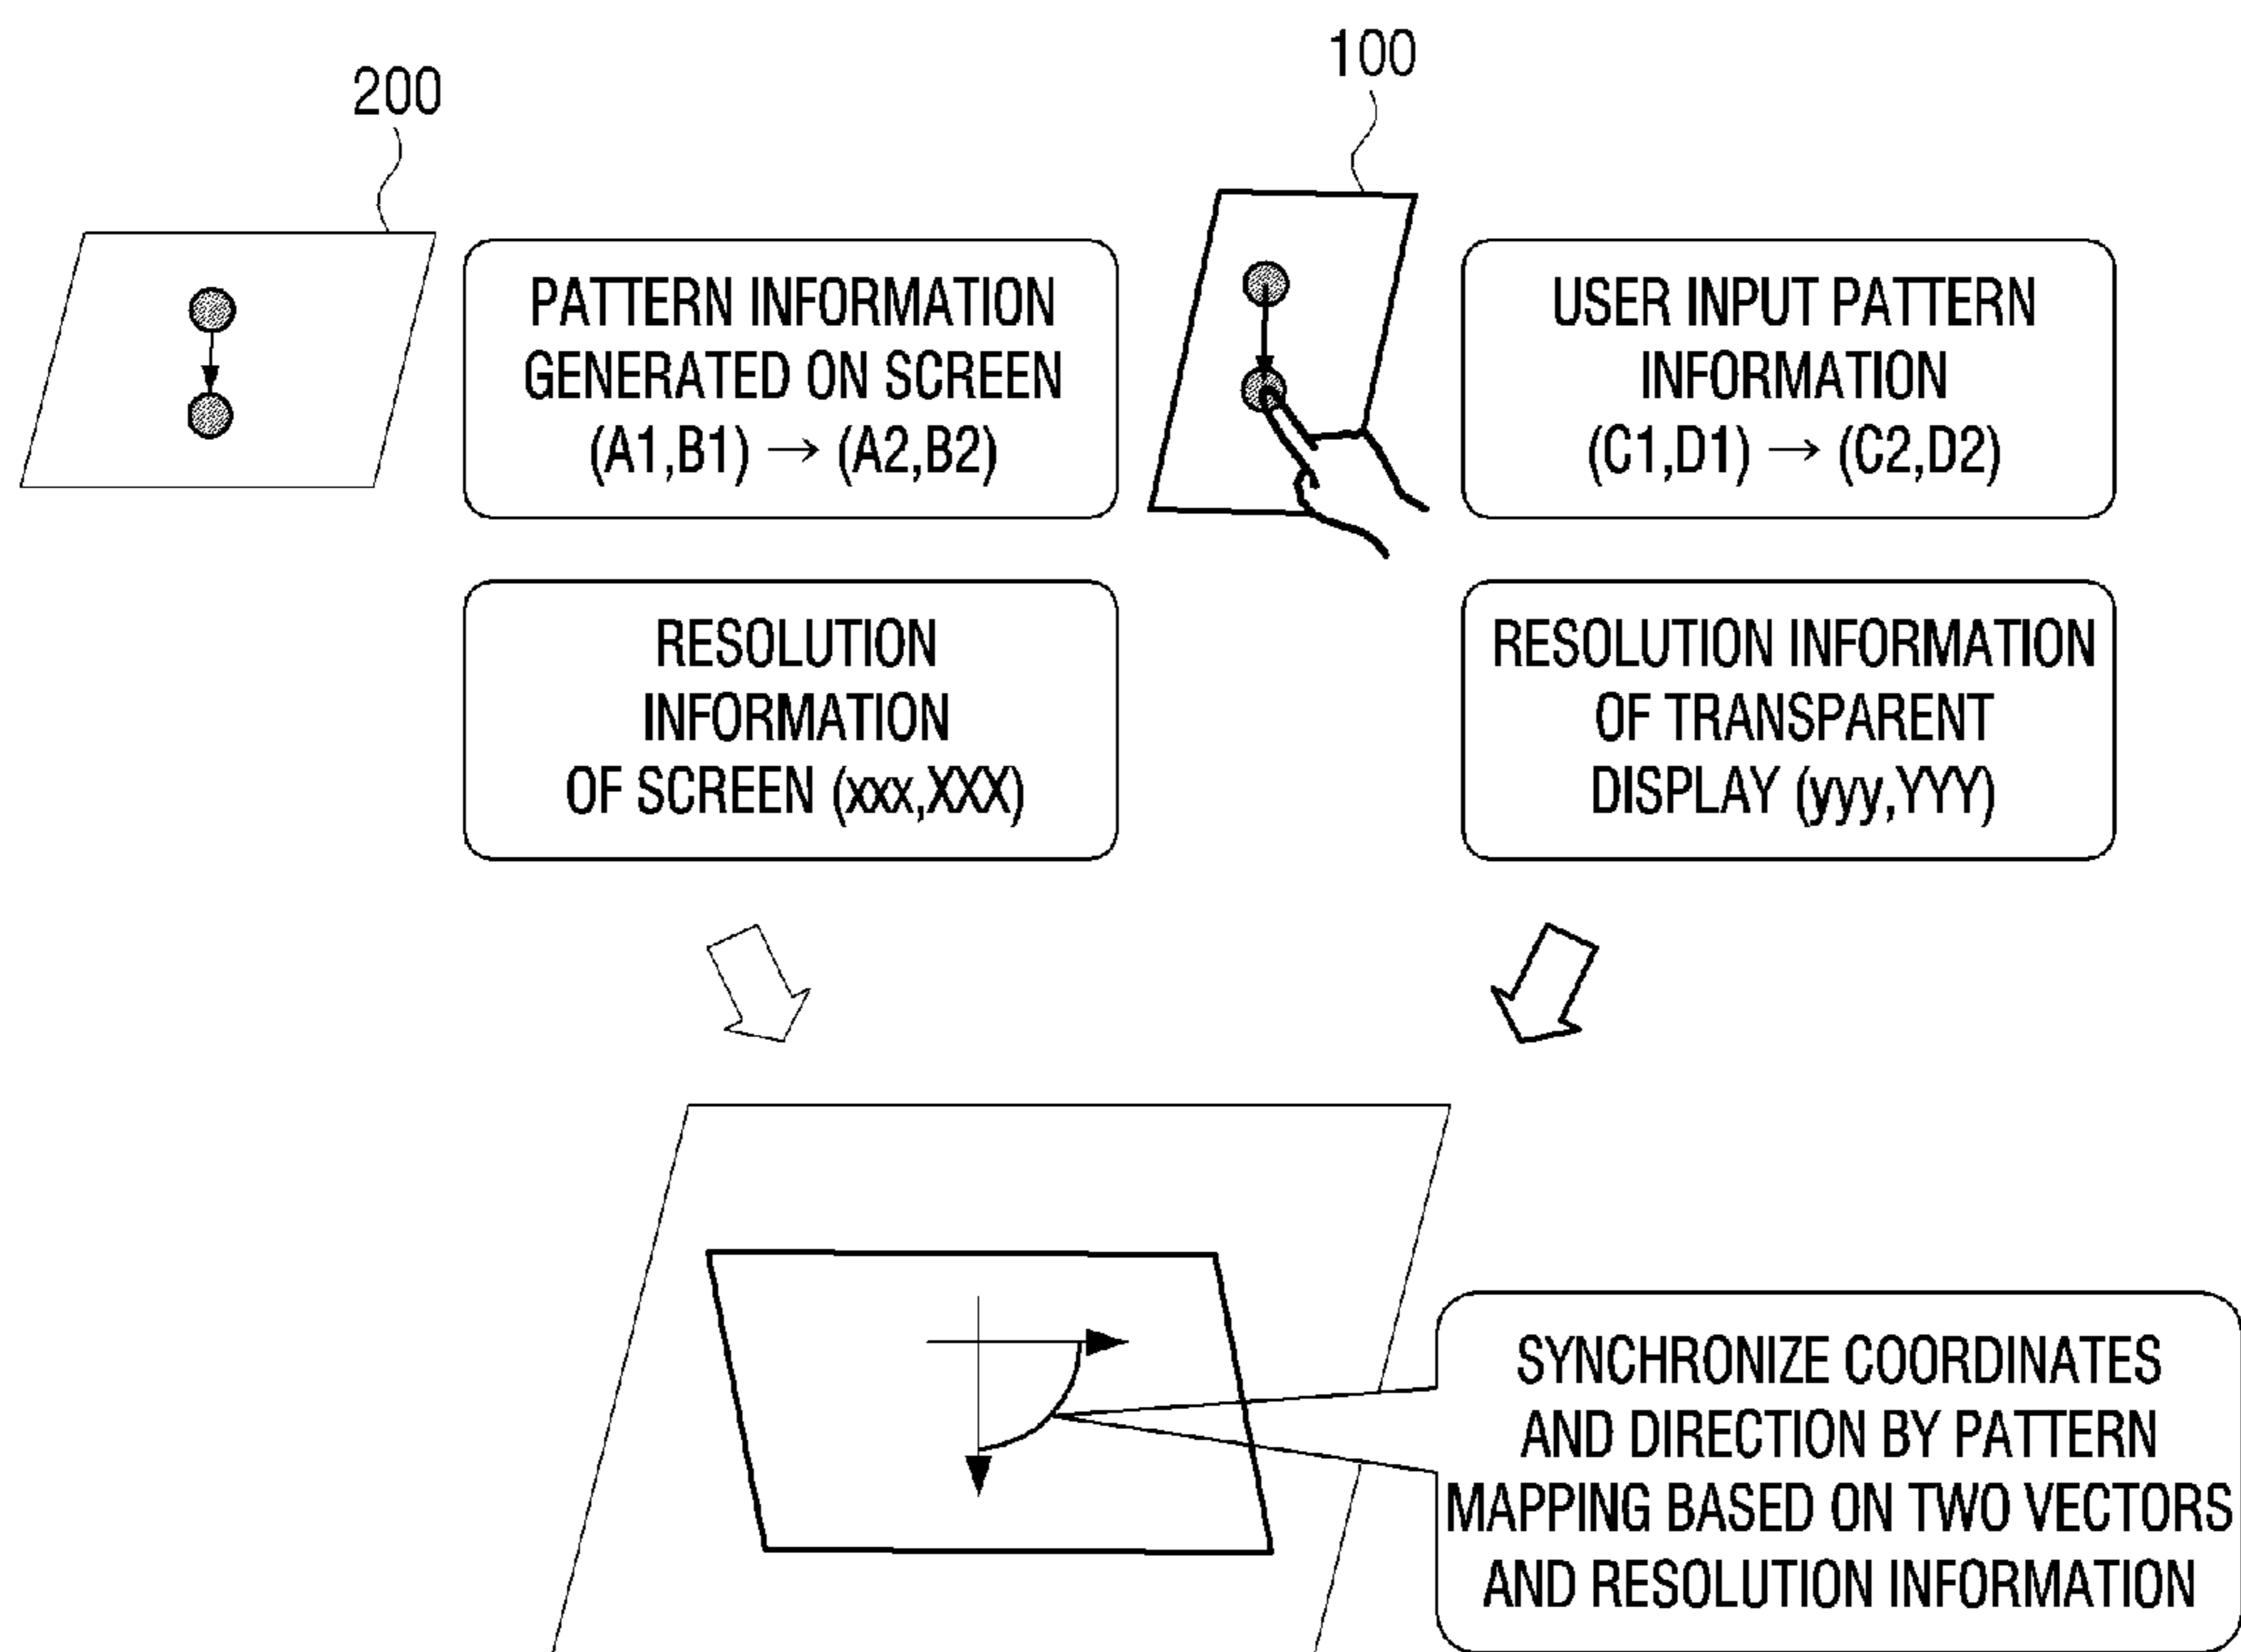 200
100
PATTERN INFORMATION
GENERATED ON SCREEN
(A1,B1) → (A2,B2)
USER INPUT PATTERN
INFORMATION
(C1,D1) → (C2,D2)
RESOLUTION
INFORMATION
OF SCREEN (xxx,XXX)
RESOLUTION INFORMATION
OF TRANSPARENT
DISPLAY (yyy,YYY)
SYNCHRONIZE COORDINATES
AND DIRECTION BY PATTERN
MAPPING BASED ON TWO VECTORS
AND RESOLUTION INFORMATION